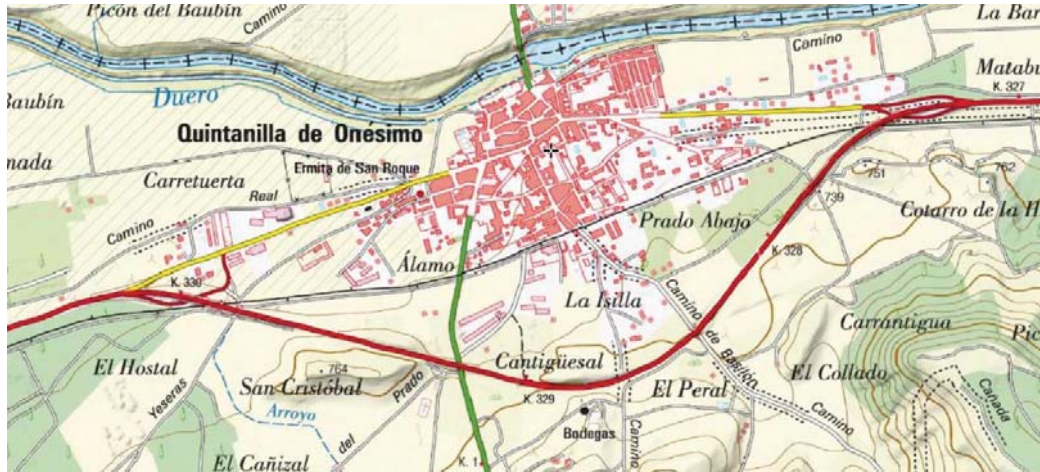 Picón del Baubín
La Bar
Camino
Matabu
K. 327
Baubín
Duero
Quintanilla de Onésimo
nada
Ermita de San Roque
751
762
Carretuerta
Real
739
Prado Abajo
Cotarro de la H
Camino
K. 328
Álamo
K. 330
La Isilla
Camino de Basilón
Carrantigua
Pic
El Hostal
Cantigüesal
764
San Cristóbal
Prado
El Peral
El Collado
Yeseras
K. 329
Cañada
Arroyo
Camino
Bodegas
del
Camino
El Cañizal
K. 1